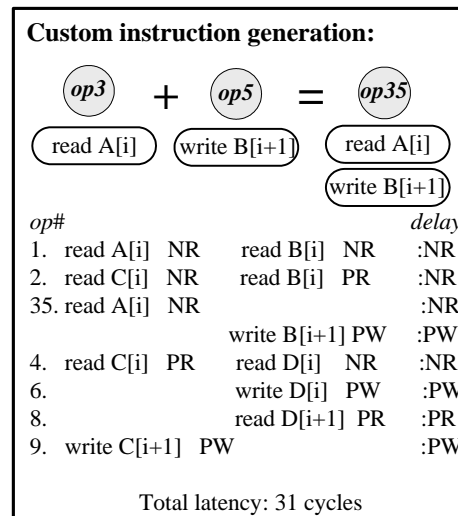 Custom instruction generation:
op3 + op5 = op35
read A[i] write B[i+1] read A[i]
write B[i+1]
op# delay
1. read A[i] NR read B[i] NR :NR
2. read C[i] NR read B[i] PR :NR
35. read A[i] NR :NR
write B[i+1] PW :PW
4. read C[i] PR read D[i] NR :NR
6. write D[i] PW :PW
8. read D[i+1] PR :PR
9. write C[i+1] PW :PW
Total latency: 31 cycles